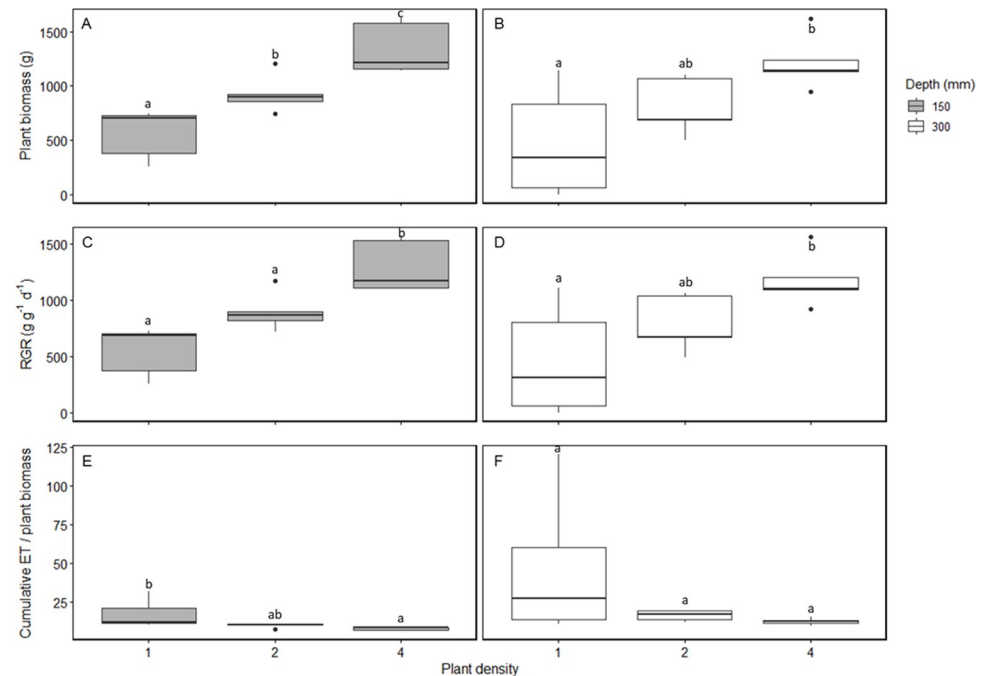 A
B
Plant biomass (g)
1500
1000
500
0
a
b
c
a
ab
b
Depth (mm)
150
300
C
D
RGR (g g⁻¹ d⁻¹)
1500
1000
500
0
a
a
b
a
ab
b
E
F
Cumulative ET / plant biomass
125
100
75
50
25
b
ab
a
a
a
a
1
2
4
1
2
4
Plant density